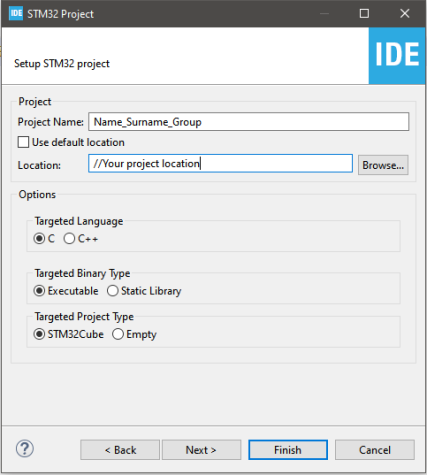 IDE STM32 Project
Setup STM32 project
IDE
Project
Project Name: Name_Surname_Group
Use default location
Location: //Your project location Browse...
Options
Targeted Language
C C++
Targeted Binary Type
Executable Static Library
Targeted Project Type
STM32Cube Empty
? < Back Next > Finish Cancel